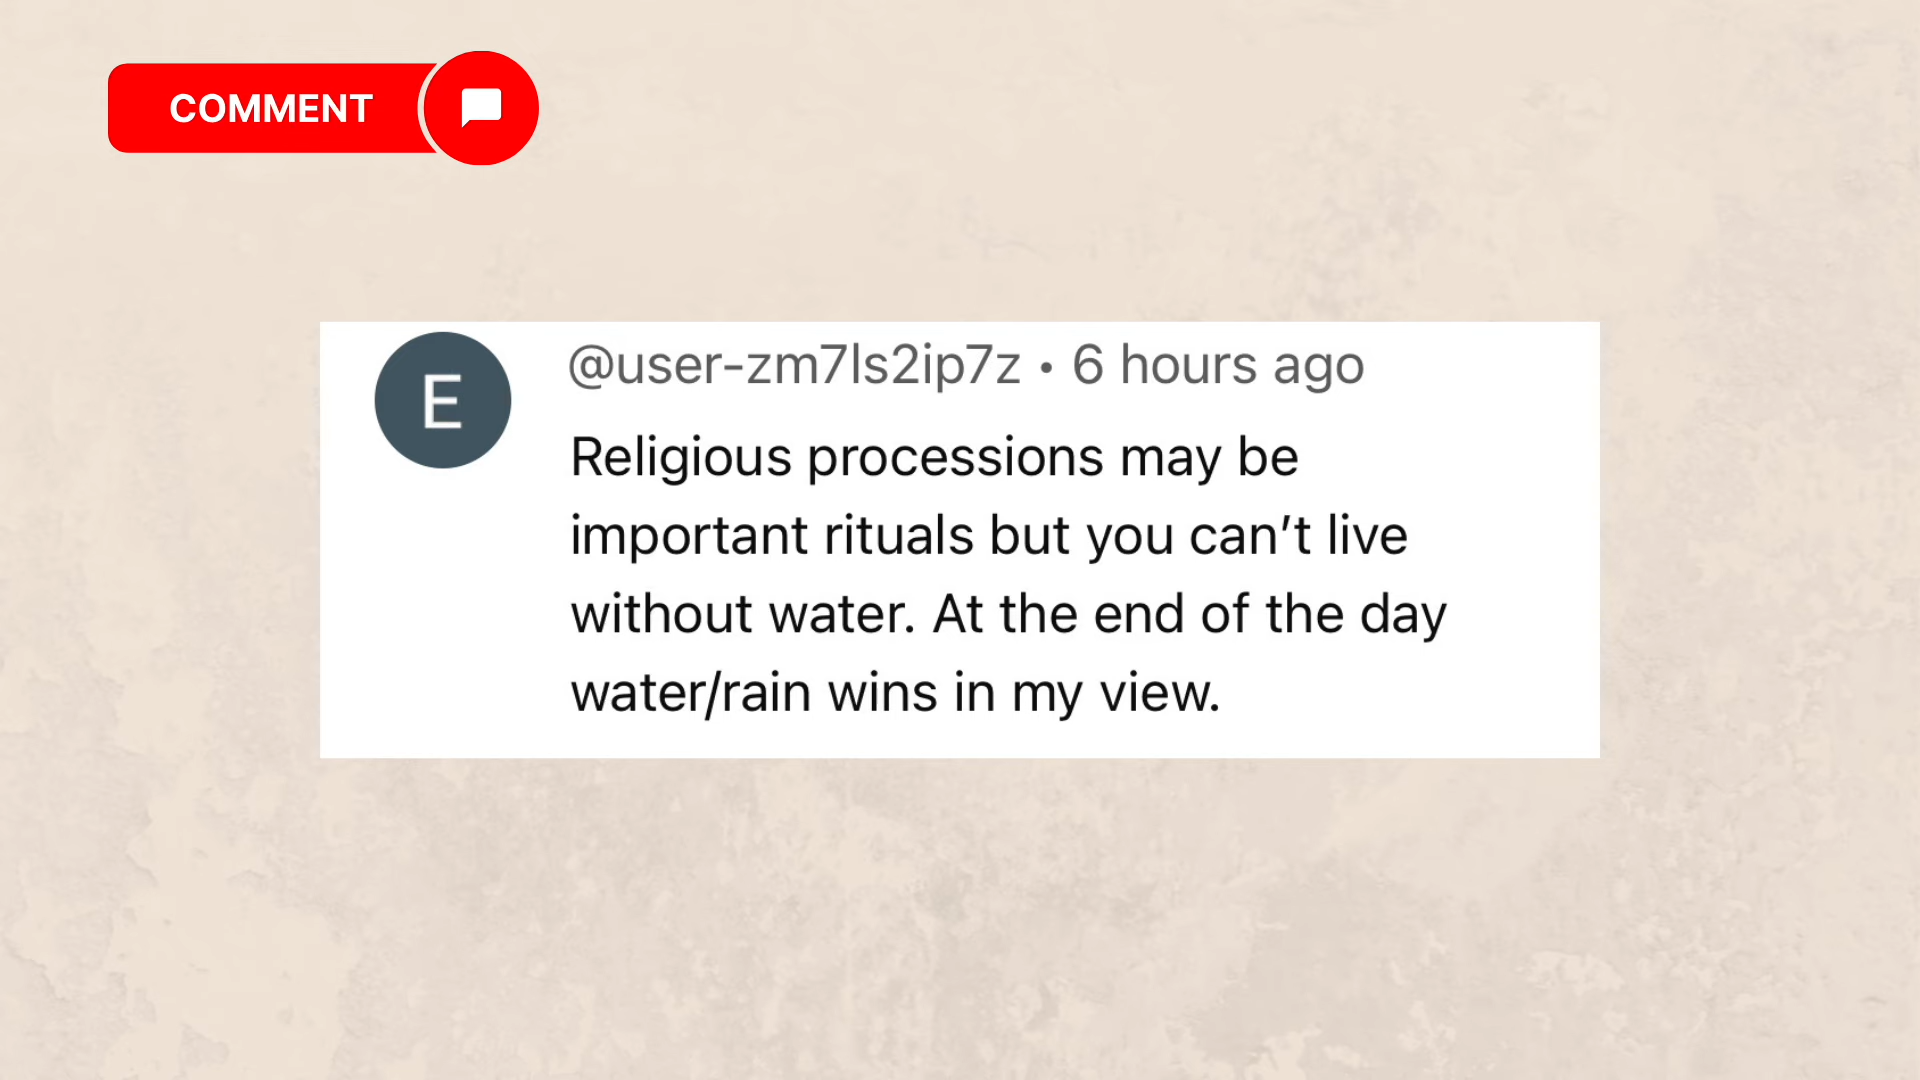 COMMENT
E
@user-zm7ls2ip7z • 6 hours ago
Religious processions may be
important rituals but you can’t live
without water. At the end of the day
water/rain wins in my view.